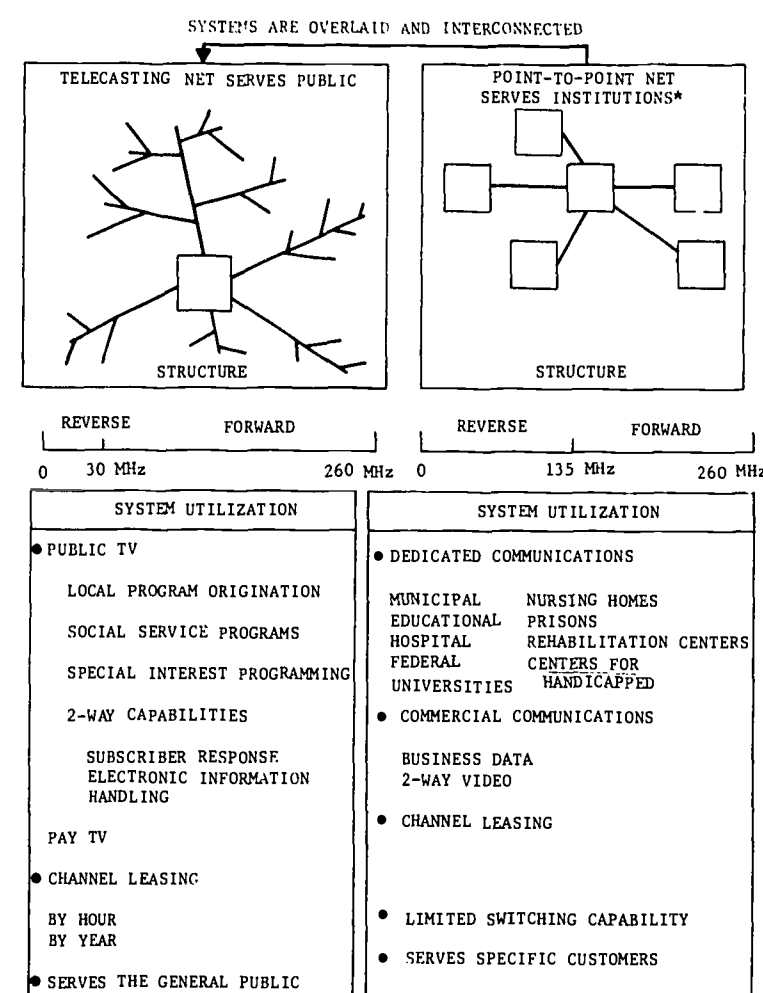 SYSTEMS ARE OVERLAID AND INTERCONNECTED
TELECASTING NET SERVES PUBLIC
STRUCTURE
POINT-TO-POINT NET
SERVES INSTITUTIONS*
STRUCTURE
REVERSE FORWARD
0 30 MHz 260 MHz
REVERSE FORWARD
0 135 MHz 260 MHz
SYSTEM UTILIZATION
● PUBLIC TV
LOCAL PROGRAM ORIGINATION
SOCIAL SERVICE PROGRAMS
SPECIAL INTEREST PROGRAMMING
2-WAY CAPABILITIES
SUBSCRIBER RESPONSE
ELECTRONIC INFORMATION
HANDLING
PAY TV
● CHANNEL LEASING
BY HOUR
BY YEAR
● SERVES THE GENERAL PUBLIC
SYSTEM UTILIZATION
● DEDICATED COMMUNICATIONS
MUNICIPAL NURSING HOMES
EDUCATIONAL PRISONS
HOSPITAL REHABILITATION CENTERS
FEDERAL CENTERS FOR
UNIVERSITIES HANDICAPPED
● COMMERCIAL COMMUNICATIONS
BUSINESS DATA
2-WAY VIDEO
● CHANNEL LEASING
● LIMITED SWITCHING CAPABILITY
● SERVES SPECIFIC CUSTOMERS